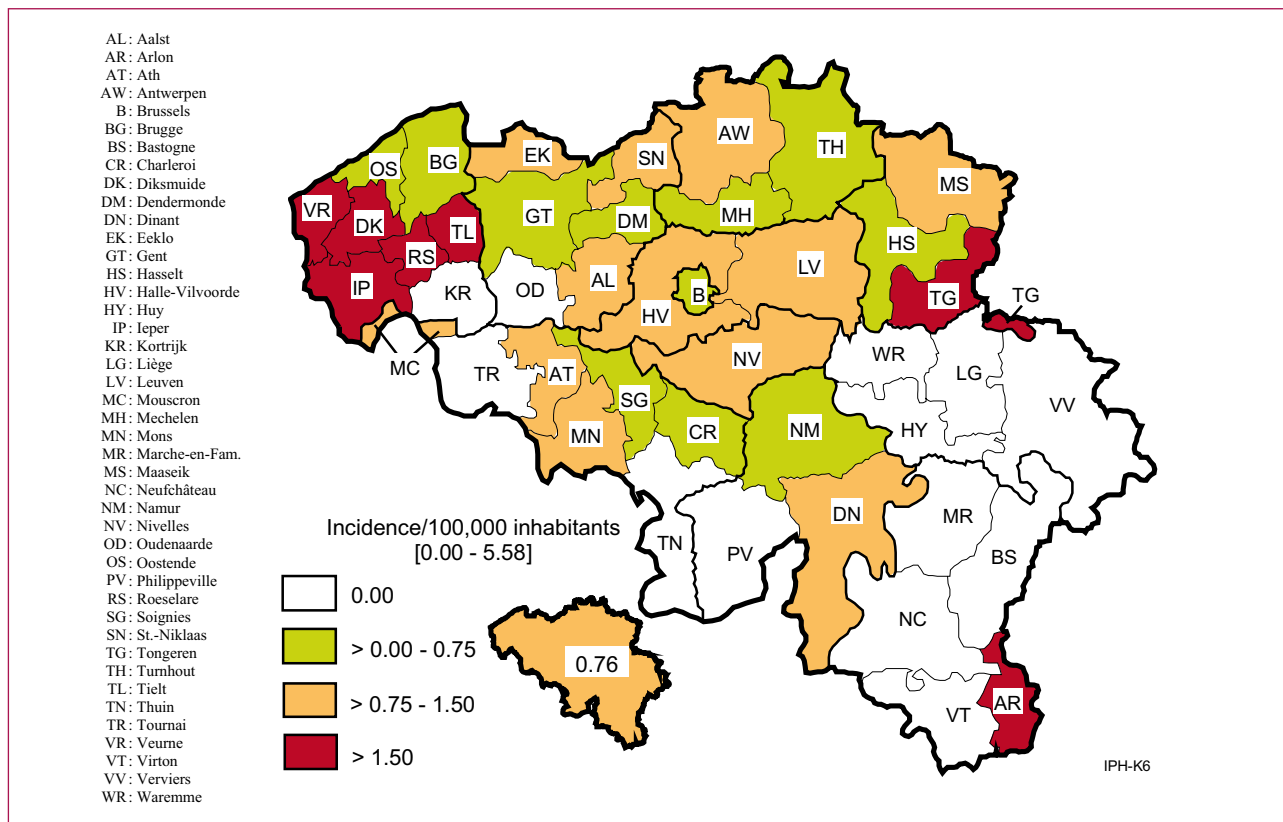 AL: Aalst
AR: Arlon
AT: Ath
AW: Antwerpen
B: Brussels
BG: Brugge
BS: Bastogne
CR: Charleroi
DK: Diksmuide
DM: Dendermonde
DN: Dinant
EK: Eeklo
GT: Gent
HS: Hasselt
HV: Halle-Vilvoorde
HY: Huy
IP: Ieper
KR: Kortrijk
LG: Liège
LV: Leuven
MC: Mouscron
MH: Mechelen
MN: Mons
MR: Marche-en-Fam.
MS: Maaseik
NC: Neufchâteau
NM: Namur
NV: Nivelles
OD: Oudenaarde
OS: Oostende
PV: Philippeville
RS: Roeselare
SG: Soignies
SN: St.-Niklaas
TG: Tongeren
TH: Turnhout
TL: Tielt
TN: Thuin
TR: Tournai
VR: Veurne
VT: Virton
VV: Verviers
WR: Waremme
AW
TH
EK
SN
BG
OS
MS
VR
DK
TL
GT
DM
MH
HS
RS
LV
AL
IP
KR
OD
B
TG
TG
HV
MC
TR
AT
NV
WR
LG
VV
SG
MN
CR
NM
HY
DN
MR
TN
PV
BS
NC
VT
AR
Incidence/100,000 inhabitants
[0.00 - 5.58]
0.00
> 0.00 - 0.75
> 0.75 - 1.50
> 1.50
0.76
IPH-K6